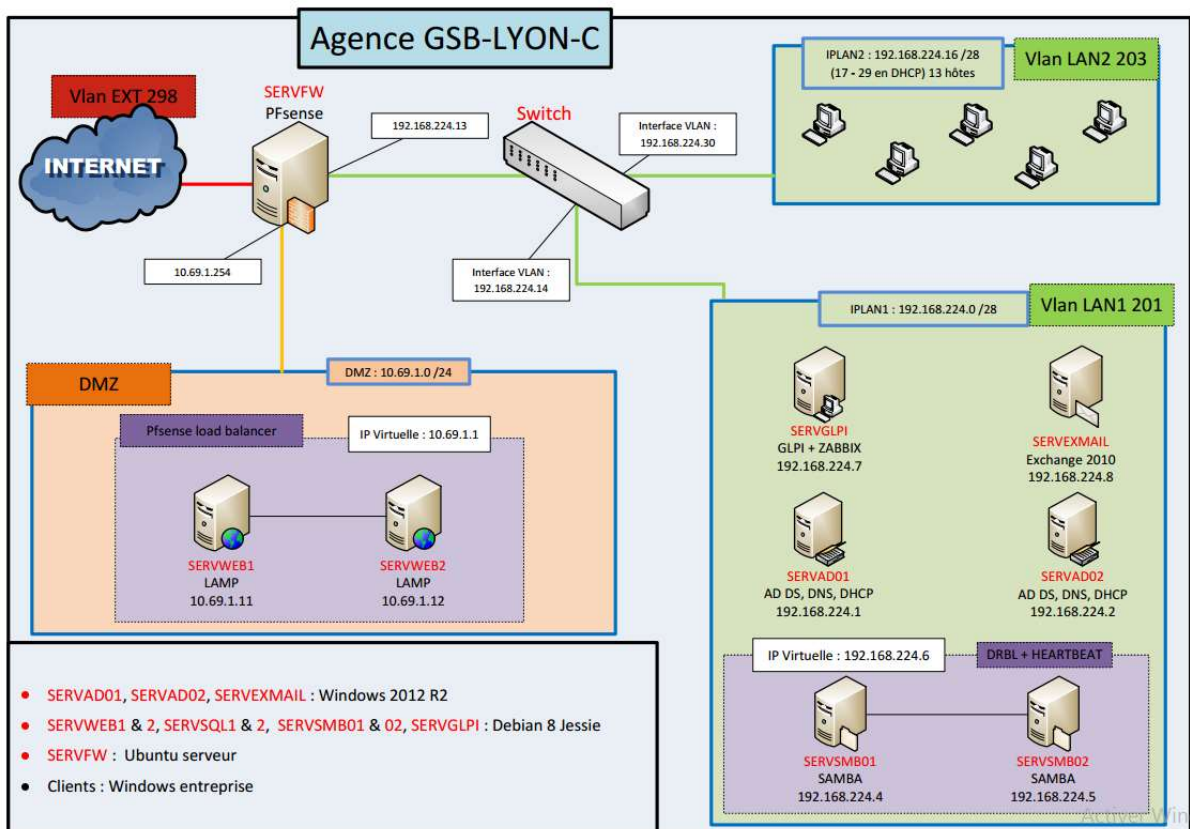 Agence GSB-LYON-C
Vlan EXT 298
INTERNET
SERVFW
PFsense
192.168.224.13
10.69.1.254
Switch
Interface VLAN :
192.168.224.30
Interface VLAN :
192.168.224.14
IPLAN2 : 192.168.224.16 /28
(17 - 29 en DHCP) 13 hôtes
Vlan LAN2 203
IPLAN1 : 192.168.224.0 /28
Vlan LAN1 201
SERVGLPI
GLPI + ZABBIX
192.168.224.7
SERVEXMAIL
Exchange 2010
192.168.224.8
SERVAD01
AD DS, DNS, DHCP
192.168.224.1
SERVAD02
AD DS, DNS, DHCP
192.168.224.2
IP Virtuelle : 192.168.224.6
DRBL + HEARTBEAT
SERVSMB01
SAMBA
192.168.224.4
SERVSMB02
SAMBA
192.168.224.5
DMZ
DMZ : 10.69.1.0 /24
Pfsense load balancer
IP Virtuelle : 10.69.1.1
SERVWEB1
LAMP
10.69.1.11
SERVWEB2
LAMP
10.69.1.12
• SERVAD01, SERVAD02, SERVEXMAIL : Windows 2012 R2
• SERVWEB1 & 2, SERVSQL1 & 2, SERVSMB01 & 02, SERVGLPI : Debian 8 Jessie
• SERVFW : Ubuntu serveur
• Clients : Windows entreprise
Activer Win